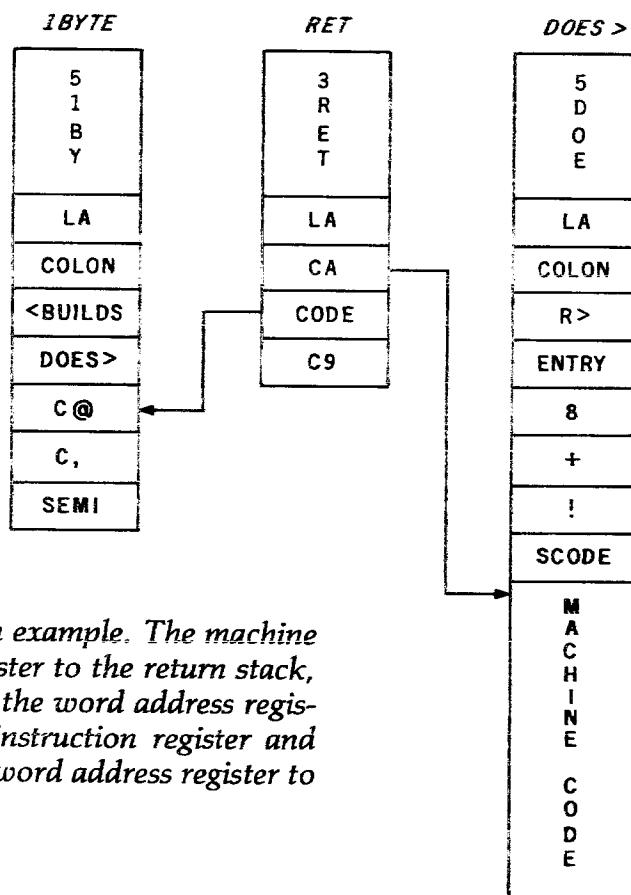 1BYTE
5
1
B
Y
LA
COLON
<BUILDS
DOES>
C@
C,
SEMI
RET
3
R
E
T
LA
CA
CODE
C9
DOES >
5
D
O
E
LA
COLON
R>
ENTRY
8
+
!
SCODE
M
A
C
H
I
N
E
C
O
D
E
example. The machine
ster to the return stack,
the word address regis-
instruction register and
word address register to